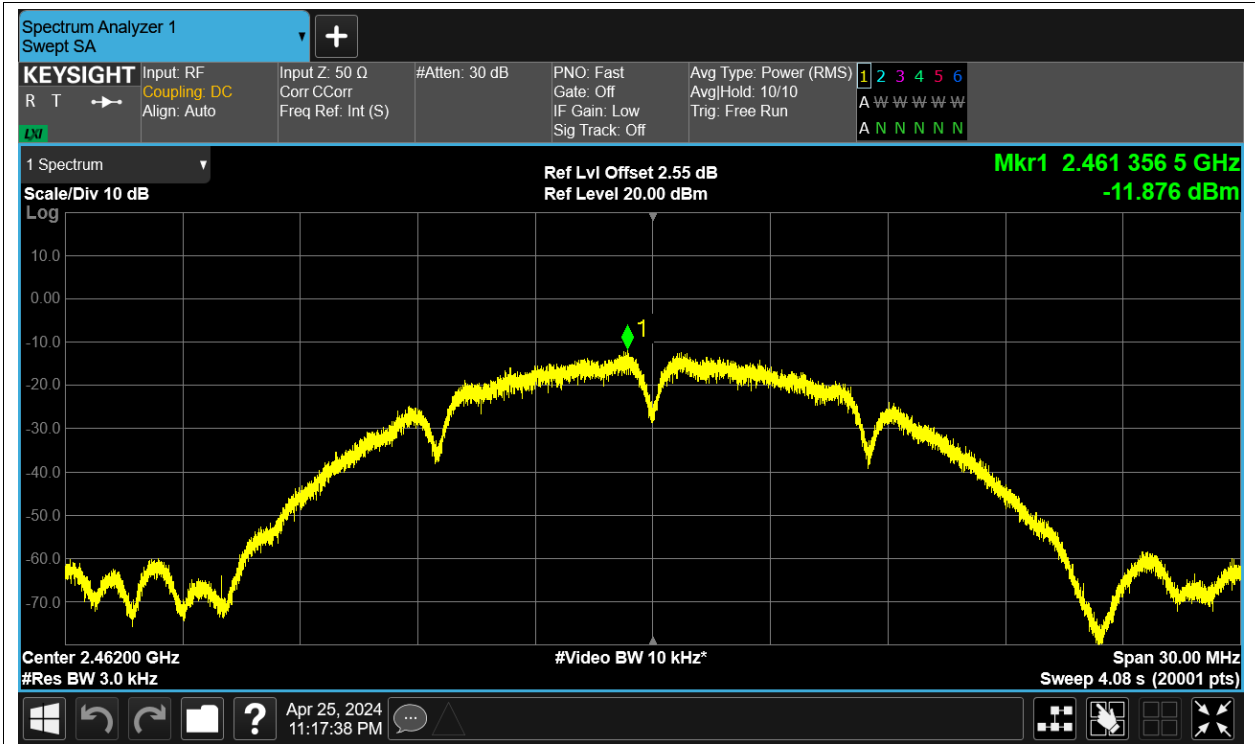 Spectrum Analyzer 1
Swept SA
KEYSIGHT
R T
LXI
Input: RF
Coupling: DC
Align: Auto
Input Z: 50 Ω
Corr CCorr
Freq Ref: Int (S)
#Atten: 30 dB
PNO: Fast
Gate: Off
IF Gain: Low
Sig Track: Off
Avg Type: Power (RMS)
Avg|Hold: 10/10
Trig: Free Run
1 2 3 4 5 6
A W W W W W
A N N N N N
1 Spectrum
Scale/Div 10 dB
Ref Lvl Offset 2.55 dB
Ref Level 20.00 dBm
Mkr1 2.461 356 5 GHz
-11.876 dBm
Log
10.0
0.00
-10.0
-20.0
-30.0
-40.0
-50.0
-60.0
-70.0
1
Center 2.46200 GHz
#Res BW 3.0 kHz
#Video BW 10 kHz*
Span 30.00 MHz
Sweep 4.08 s (20001 pts)
?
Apr 25, 2024
11:17:38 PM